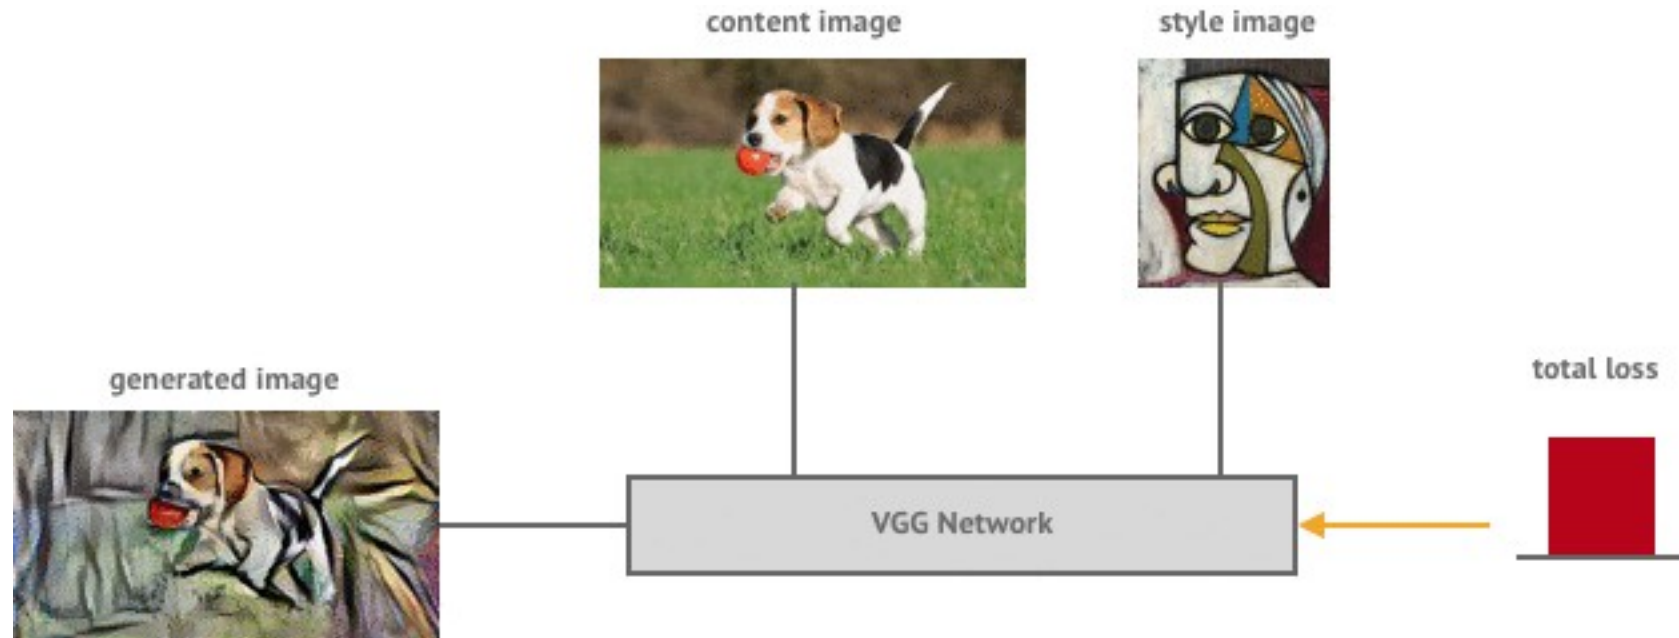 content image
style image
generated image
total loss
VGG Network